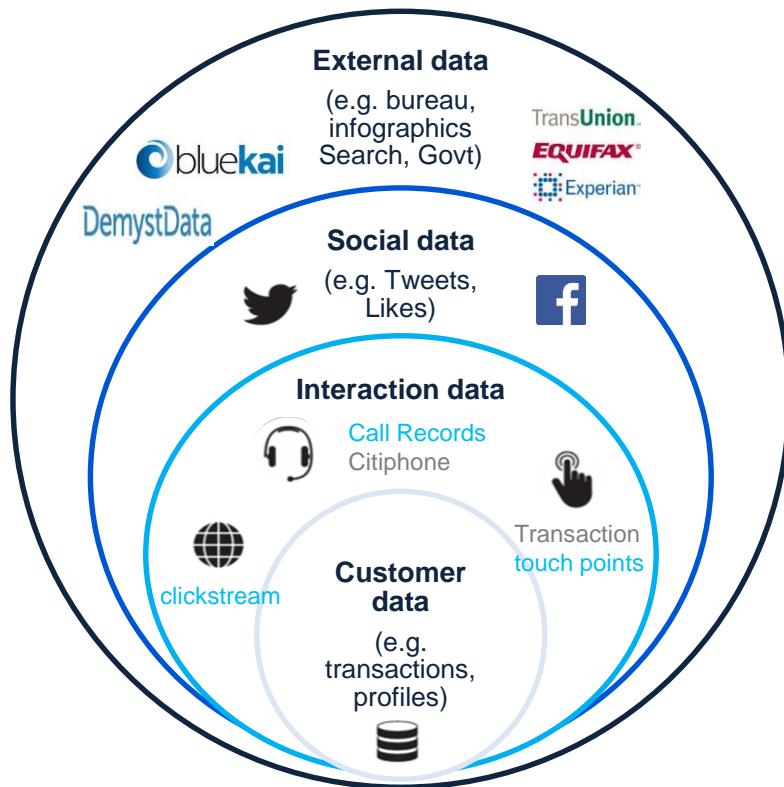 External data
(e.g. bureau,
infographics
Search, Govt)
bluekai
TransUnion
EQUIFAX
Experian
DemystData
Social data
(e.g. Tweets,
Likes)
f
Interaction data
Call Records
Citiphone
Transaction
touch points
clickstream
Customer
data
(e.g.
transactions,
profiles)